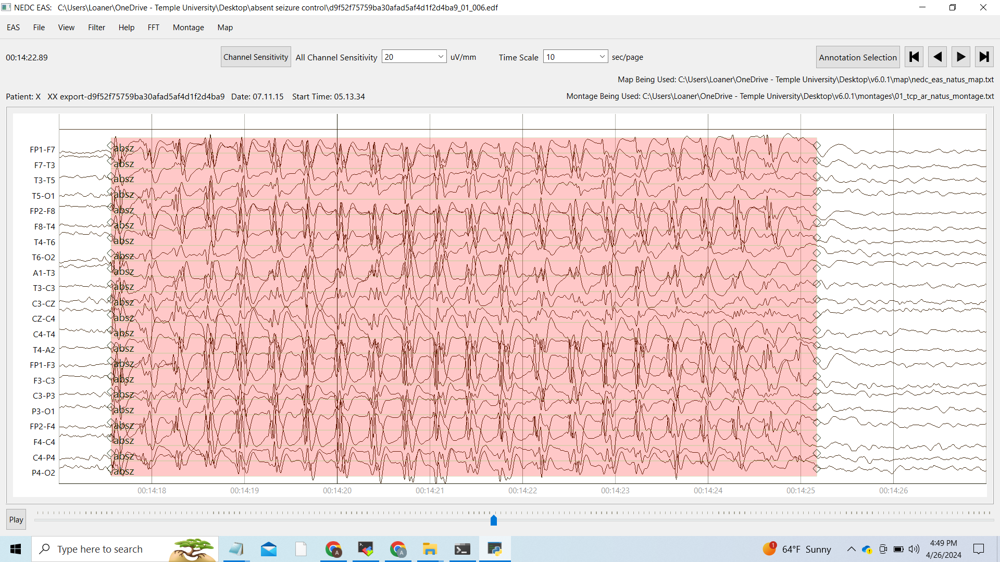 NEDC EAS:   C:\Users\Loaner\OneDrive - Temple University\Desktop\absent seizure control\d9f52f75759ba30afad5af4d1f2d4ba9_01_006.edf
EAS File View Filter Help FFT Montage Map
00:14:22.89 Channel Sensitivity All Channel Sensitivity 20 uV/mm Time Scale 10 sec/page Annotation Selection
Map Being Used: C:\Users\Loaner\OneDrive - Temple University\Desktop\v6.0.1\map\nedc_eas_natus_map.txt
Patient: X   XX export-d9f52f75759ba30afad5af4d1f2d4ba9   Date: 07.11.15    Start Time: 05.13.34 Montage Being Used: C:\Users\Loaner\OneDrive - Temple University\Desktop\v6.0.1\montages\01_tcp_ar_natus_montage.txt
FP1-F7 absz
F7-T3 absz
T3-T5 absz
T5-O1 absz
FP2-F8 absz
F8-T4 absz
T4-T6 absz
T6-O2 absz
A1-T3 absz
T3-C3 absz
C3-CZ absz
CZ-C4 absz
C4-T4 absz
T4-A2 absz
FP1-F3 absz
F3-C3 absz
C3-P3 absz
P3-O1 absz
FP2-F4 absz
F4-C4 absz
C4-P4 absz
P4-O2 absz
00:14:18 00:14:19 00:14:20 00:14:21 00:14:22 00:14:23 00:14:24 00:14:25 00:14:26
Play
Type here to search A A 1 64°F Sunny 4:49 PM
4/26/2024